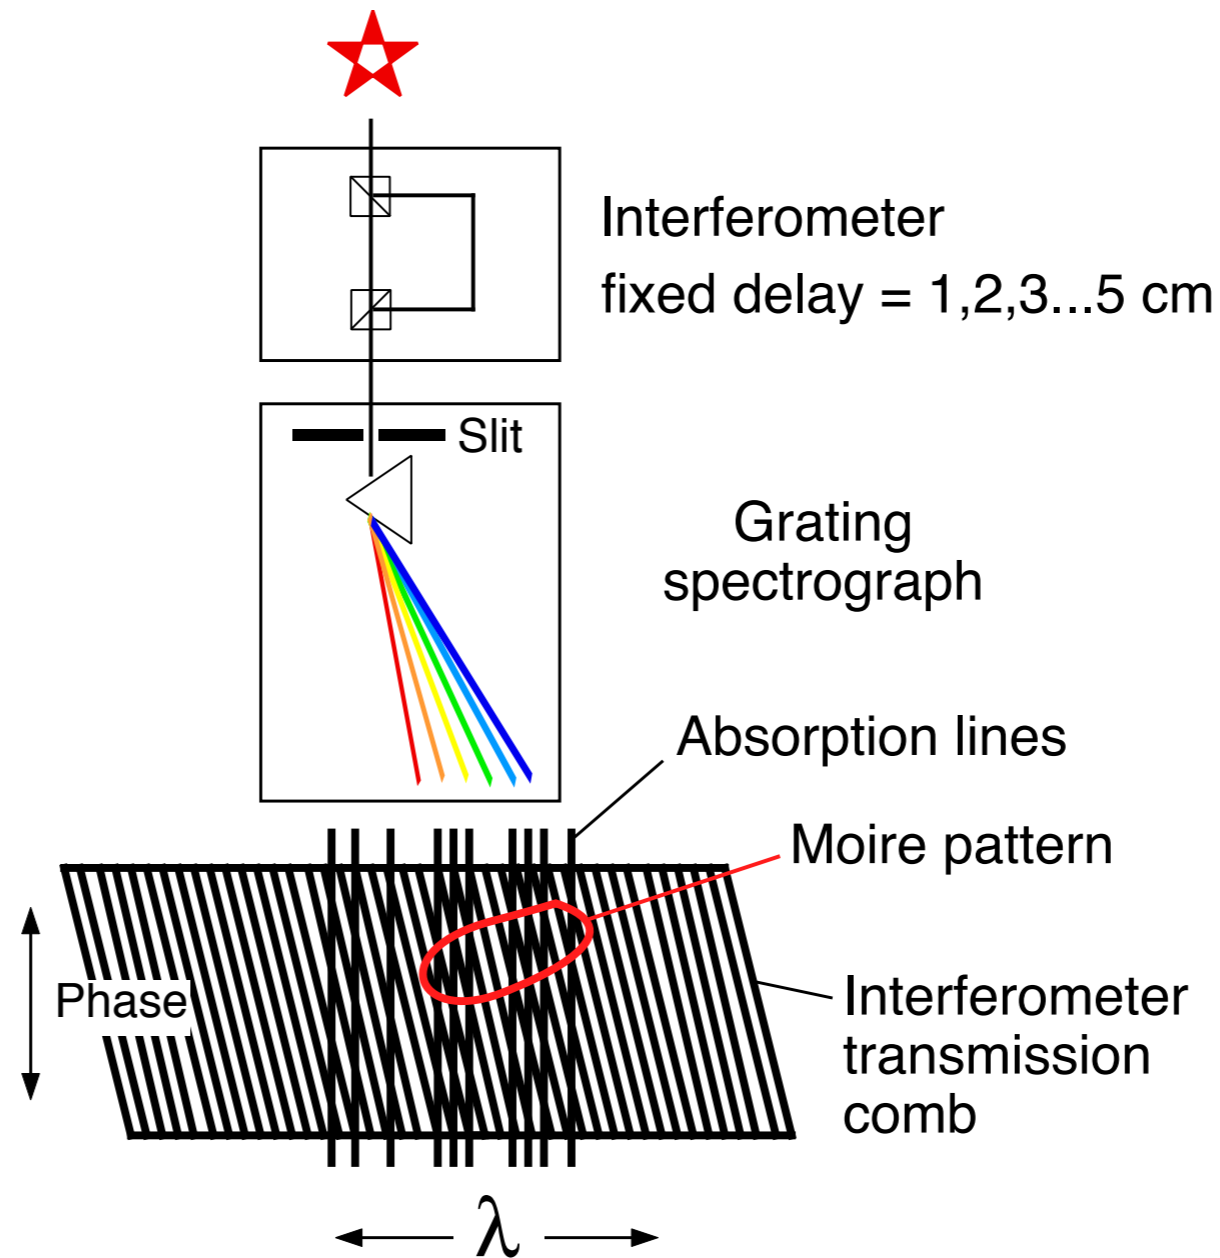 Interferometer
fixed delay = 1,2,3...5 cm
Slit
Grating
spectrograph
Absorption lines
Moire pattern
Phase
Interferometer
transmission
comb
λ